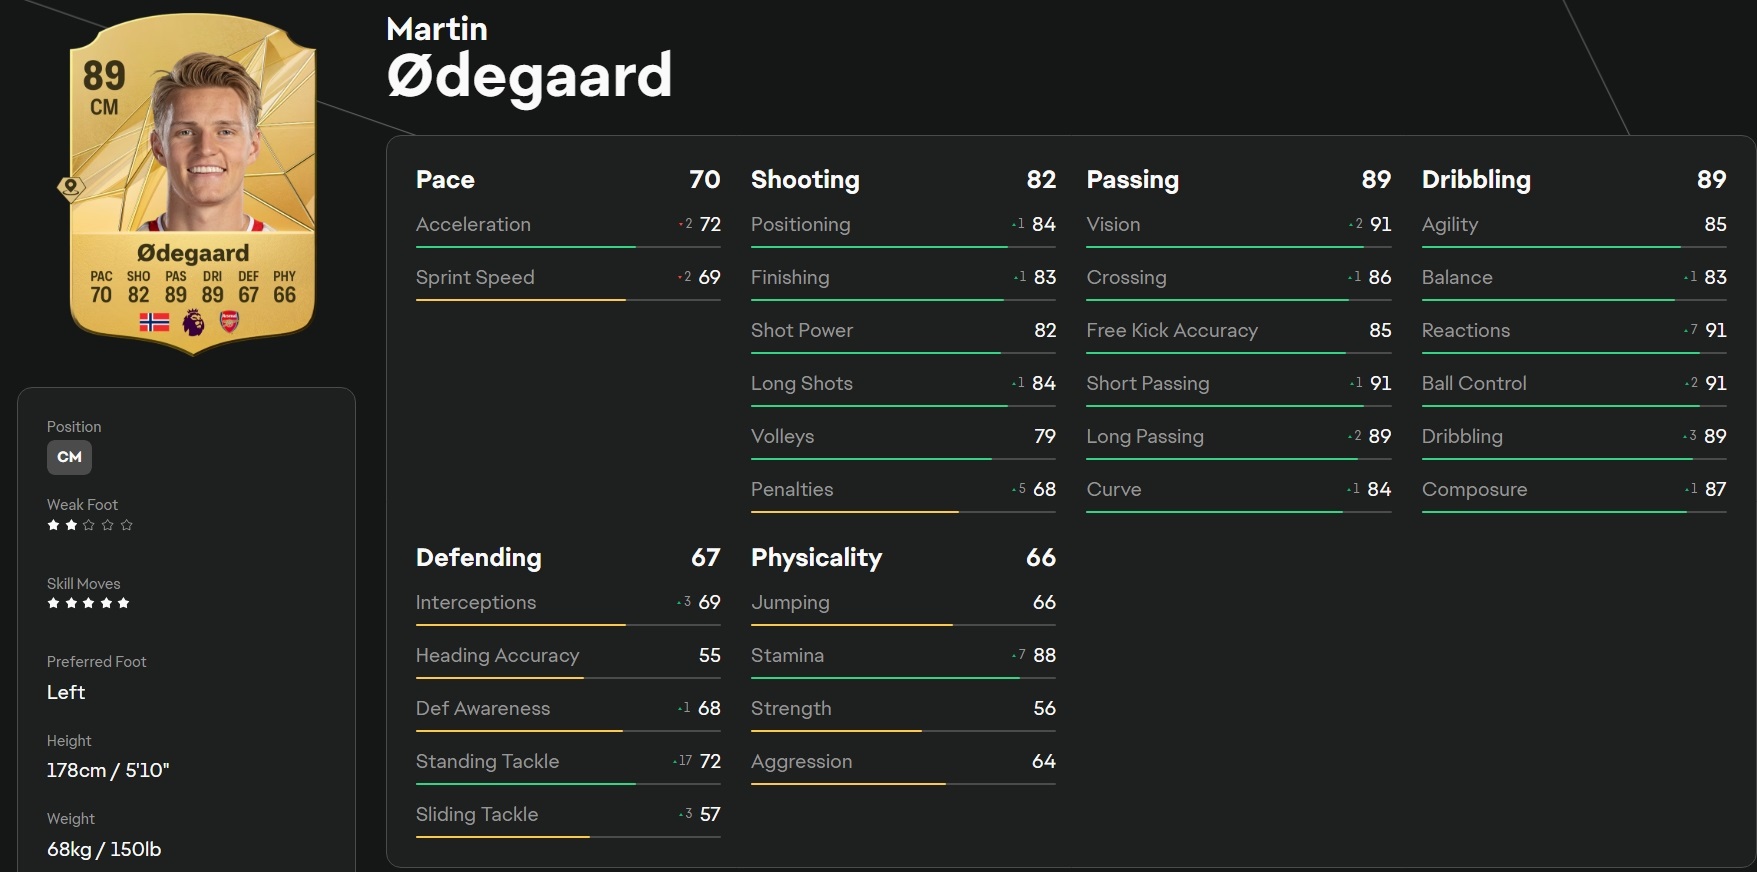 89
CM
Ødegaard
PAC SHO PAS DRI DEF PHY
70 82 89 89 67 66
Arsenal
Martin
Ødegaard
Position
CM
Weak Foot
Skill Moves
Preferred Foot
Left
Height
178cm / 5'10"
Weight
68kg / 150lb
Pace 70
Acceleration 2 72
Sprint Speed 2 69
Shooting 82
Positioning 1 84
Finishing 1 83
Shot Power 82
Long Shots 1 84
Volleys 79
Penalties 5 68
Passing 89
Vision 2 91
Crossing 1 86
Free Kick Accuracy 85
Short Passing 1 91
Long Passing 2 89
Curve 1 84
Dribbling 89
Agility 85
Balance 1 83
Reactions 7 91
Ball Control 2 91
Dribbling 3 89
Composure 1 87
Defending 67
Interceptions 3 69
Heading Accuracy 55
Def Awareness 1 68
Standing Tackle 17 72
Sliding Tackle 3 57
Physicality 66
Jumping 66
Stamina 7 88
Strength 56
Aggression 64